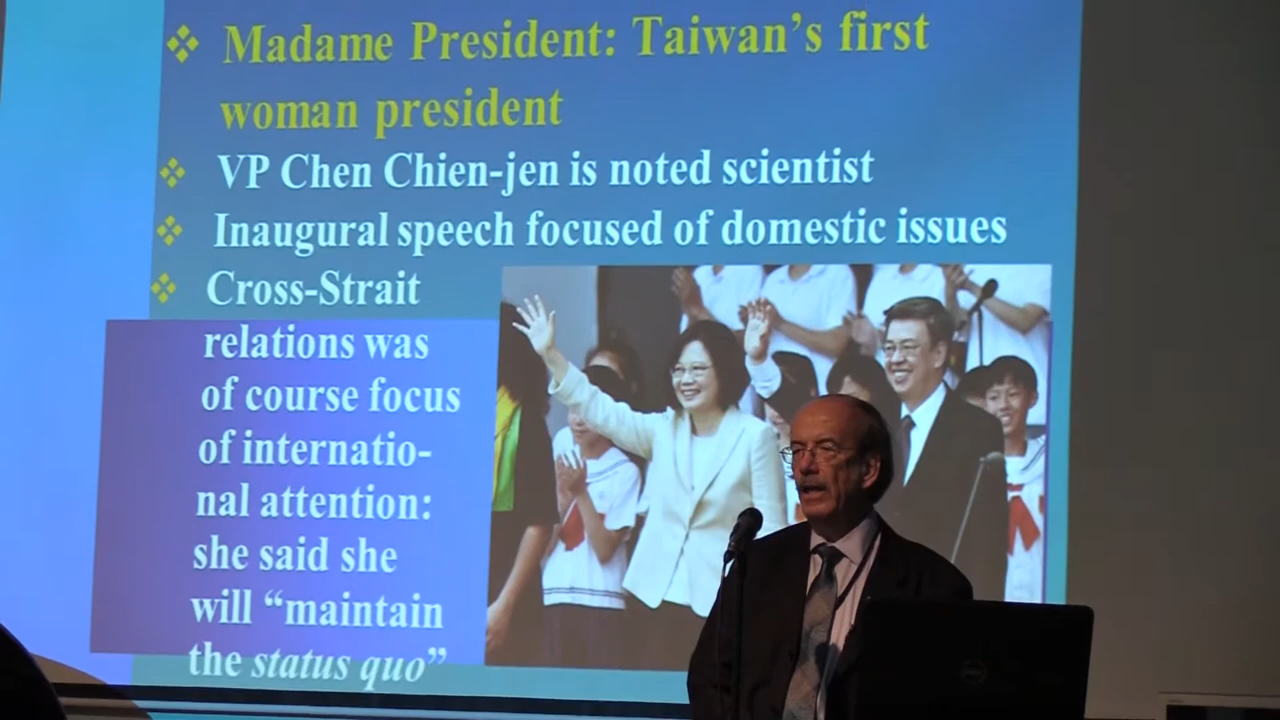 Madame President: Taiwan's first
woman president
VP Chen Chien-jen is noted scientist
Inaugural speech focused of domestic issues
Cross-Strait
relations was
of course focus
of internatio-
nal attention:
she said she
will “maintain
the status quo”